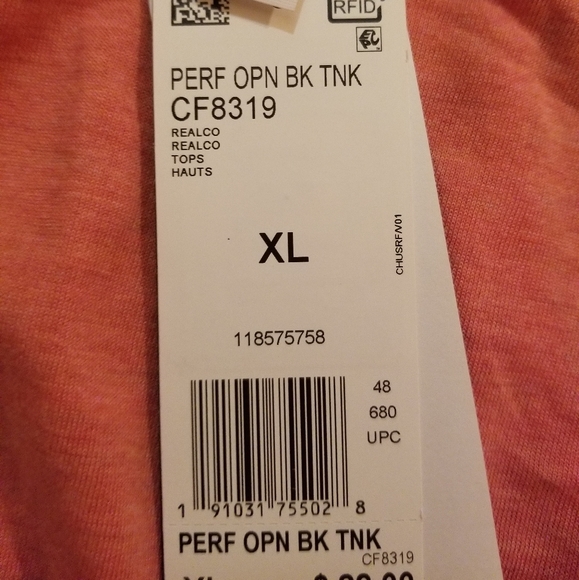 RFID
PERF OPN BK TNK
CF8319
REALCO
REALCO
TOPS
HAUTS
XL
CHUSRF/V01
118575758
48
680
UPC
1 91031 75502 8
PERF OPN BK TNK
CF8319
XL